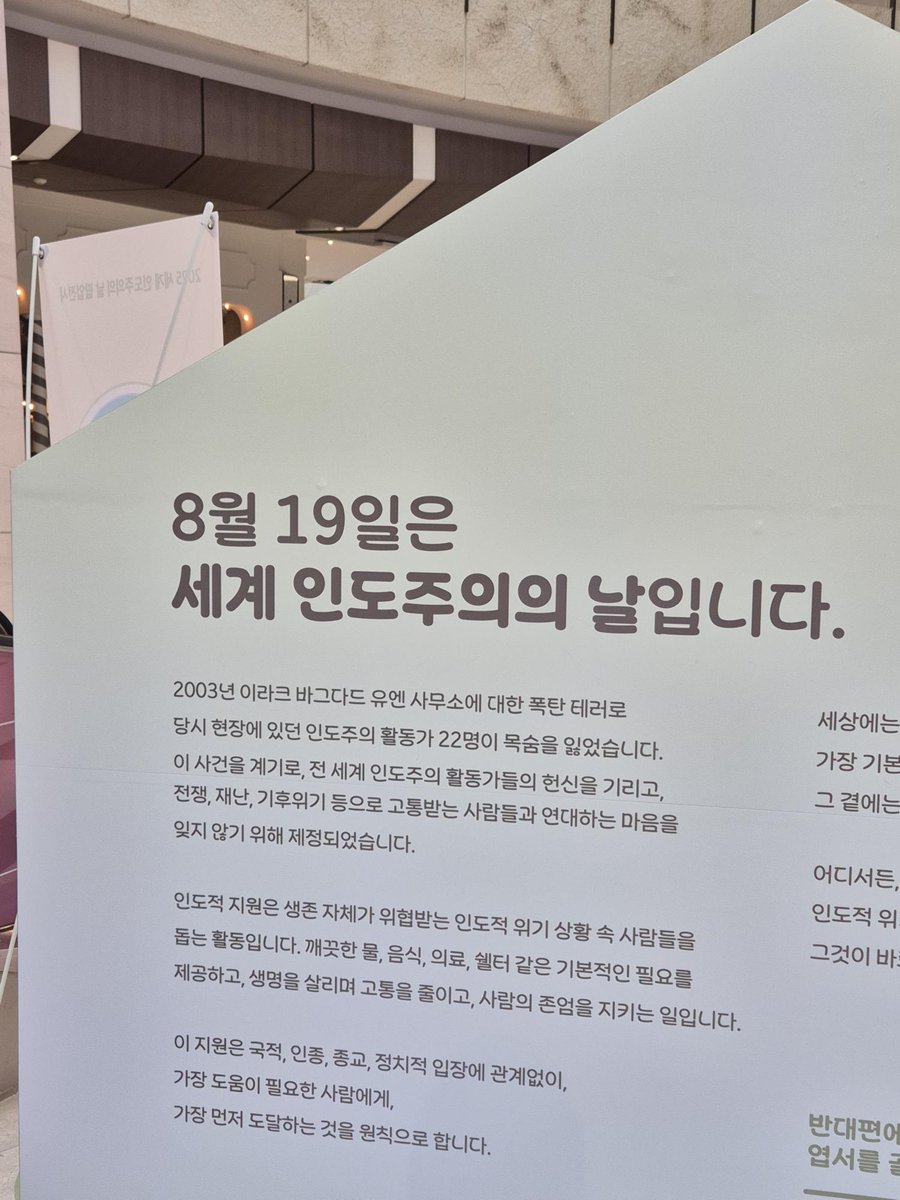 2025 세계 인도주의의 날 팝업전시
8월 19일은
세계 인도주의의 날입니다.
2003년 이라크 바그다드 유엔 사무소에 대한 폭탄 테러로
당시 현장에 있던 인도주의 활동가 22명이 목숨을 잃었습니다.
이 사건을 계기로, 전 세계 인도주의 활동가들의 헌신을 기리고,
전쟁, 재난, 기후위기 등으로 고통받는 사람들과 연대하는 마음을
잊지 않기 위해 제정되었습니다.
인도적 지원은 생존 자체가 위협받는 인도적 위기 상황 속 사람들을
돕는 활동입니다. 깨끗한 물, 음식, 의료, 쉘터 같은 기본적인 필요를
제공하고, 생명을 살리며 고통을 줄이고, 사람의 존엄을 지키는 일입니다.
이 지원은 국적, 인종, 종교, 정치적 입장에 관계없이,
가장 도움이 필요한 사람에게,
가장 먼저 도달하는 것을 원칙으로 합니다.
세상에는
가장 기본
그 곁에는
어디서든,
인도적 위
그것이 바로
반대편에
엽서를 골